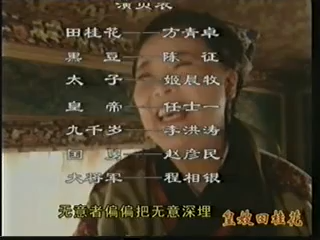 演员表
田桂花——方青卓
黑豆——陈征
太子——姬晨牧
皇帝——任士一
九千岁——李洪涛
国舅——赵彦民
大将军——程相银
无意者偏偏把无意深埋
皇嫂田桂花